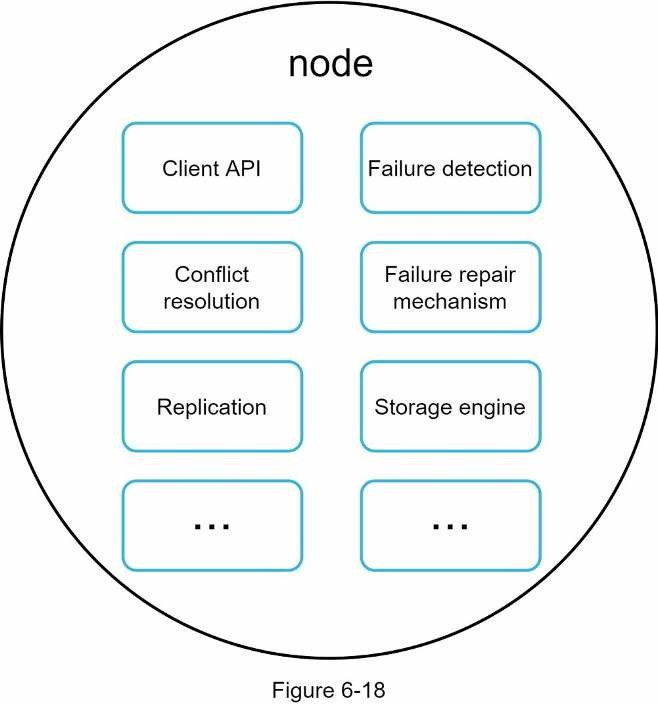 node
Client API
Failure detection
Conflict
resolution
Failure repair
mechanism
Replication
Storage engine
...
...
Figure 6-18